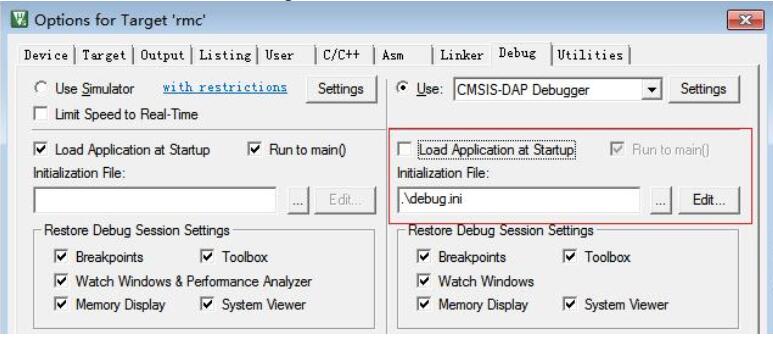 Options for Target 'rmc'
Device Target Output Listing User C/C++ Asm Linker Debug Utilities
Use Simulator with restrictions Settings
Limit Speed to Real-Time
Load Application at Startup Run to main()
Initialization File:
... Edit...
Restore Debug Session Settings
Breakpoints Toolbox
Watch Windows & Performance Analyzer
Memory Display System Viewer
Use: CMSIS-DAP Debugger Settings
Load Application at Startup Run to main()
Initialization File:
.\debug.ini ... Edit...
Restore Debug Session Settings
Breakpoints Toolbox
Watch Windows
Memory Display System Viewer